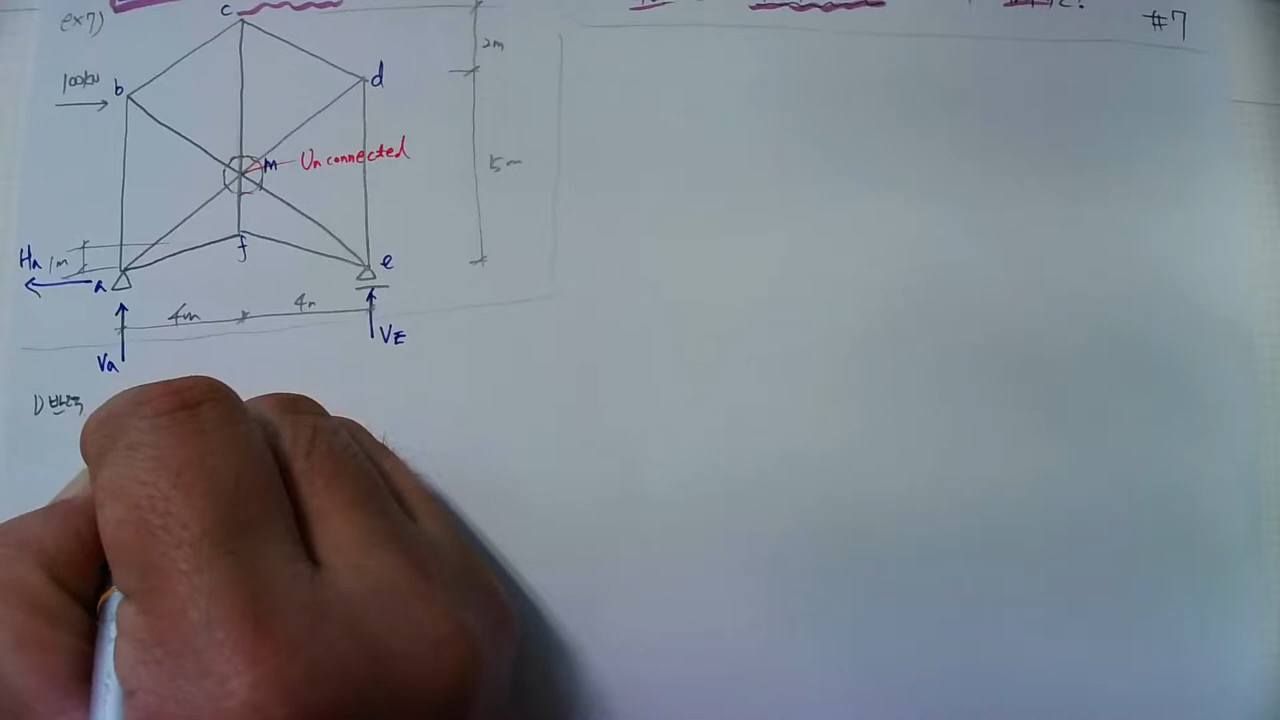 ex7)
#7
c
2m
100kN
b
d
m
Unconnected
5m
f
Ha
1m
a
e
4m
4m
Va
VE
1) 반력